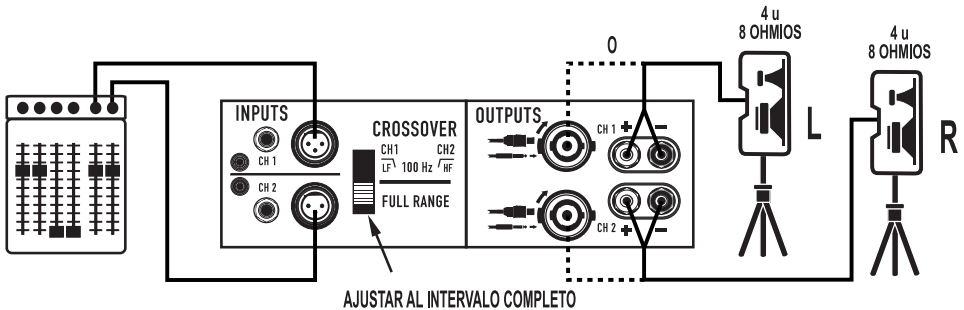 4 u
8 OHMIOS
4 u
8 OHMIOS
O
INPUTS
OUTPUTS
CROSSOVER
CH1 CH2
LF 100 Hz HF
FULL RANGE
CH 1
CH 2
CH 1 + −
CH 2 + −
L
R
AJUSTAR AL INTERVALO COMPLETO